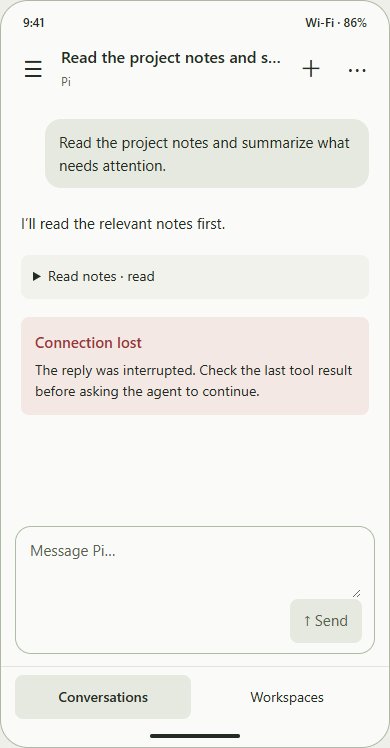 9:41
Wi-Fi · 86%
Read the project notes and s...
Pi
Read the project notes and summarize what
needs attention.
I'll read the relevant notes first.
▶ Read notes · read
Connection lost
The reply was interrupted. Check the last tool result
before asking the agent to continue.
Message Pi...
↑ Send
Conversations
Workspaces